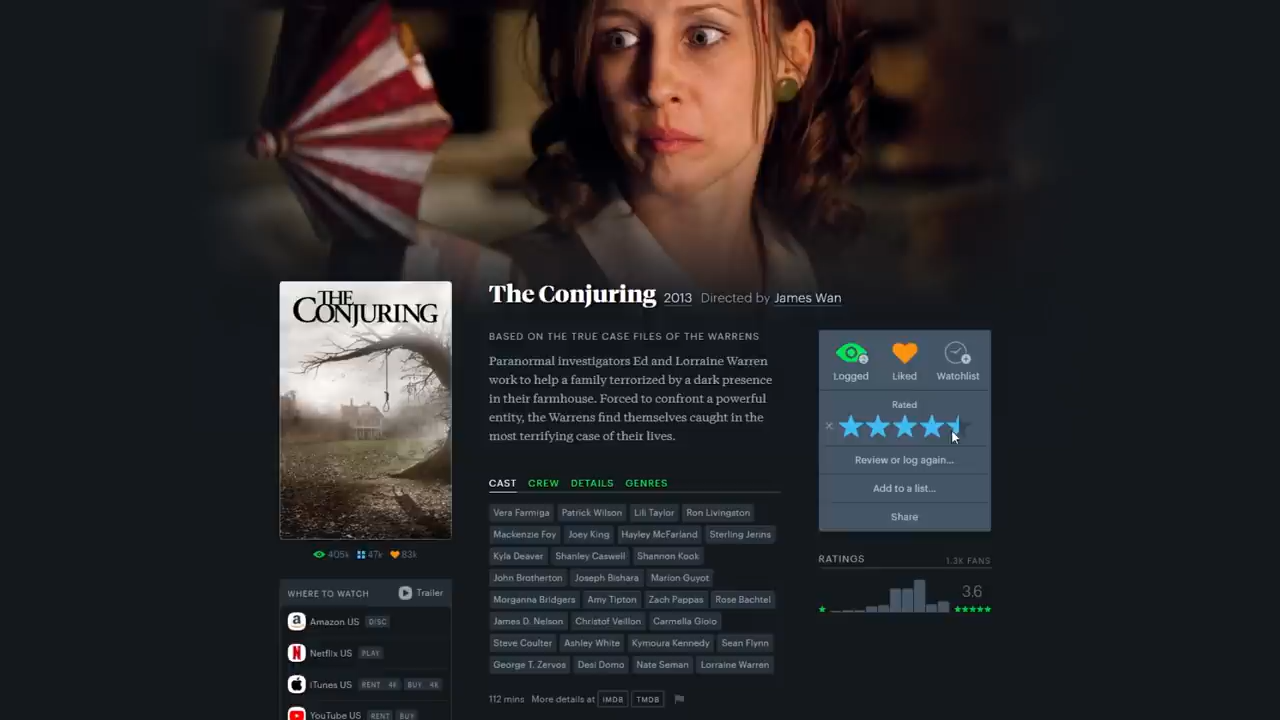 THE
CONJURING
The Conjuring 2013 Directed by James Wan
BASED ON THE TRUE CASE FILES OF THE WARRENS
Paranormal investigators Ed and Lorraine Warren
work to help a family terrorized by a dark presence
in their farmhouse. Forced to confront a powerful
entity, the Warrens find themselves caught in the
most terrifying case of their lives.
CAST CREW DETAILS GENRES
Vera Farmiga Patrick Wilson Lili Taylor Ron Livingston
Mackenzie Foy Joey King Hayley McFarland Sterling Jerins
Kyla Deaver Shanley Caswell Shannon Kook
John Brotherton Joseph Bishara Marion Guyot
Morganna Bridgers Amy Tipton Zach Pappas Rose Bachtel
James D. Nelson Christof Veillon Carmella Gioio
Steve Coulter Ashley White Kymoura Kennedy Sean Flynn
George T. Zervos Desi Domo Nate Seman Lorraine Warren
112 mins More details at IMDB TMDB
405k 47k 83k
WHERE TO WATCH Trailer
Amazon US DISC
Netflix US PLAY
iTunes US RENT 4K BUY 4K
YouTube US RENT BUY
Logged Liked Watchlist
Rated
Review or log again...
Add to a list...
Share
RATINGS 1.3K FANS
3.6